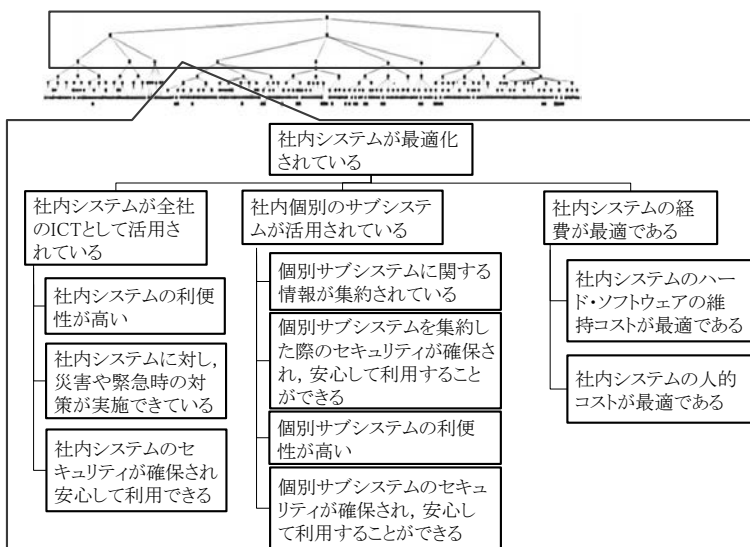 社内システムが最適化
されている
社内システムが全社
のICTとして活用さ
れている
社内システムの利便
性が高い
社内システムに対し,
災害や緊急時の対
策が実施できている
社内システムのセ
キュリティが確保され
安心して利用できる
社内個別のサブシステ
ムが活用されている
個別サブシステムに関する
情報が集約されている
個別サブシステムを集約し
た際のセキュリティが確保さ
れ, 安心して利用すること
ができる
個別サブシステムの利便
性が高い
個別サブシステムのセキュ
リティが確保され, 安心し
て利用することができる
社内システムの経
費が最適である
社内システムのハー
ド・ソフトウェアの維
持コストが最適である
社内システムの人的
コストが最適である